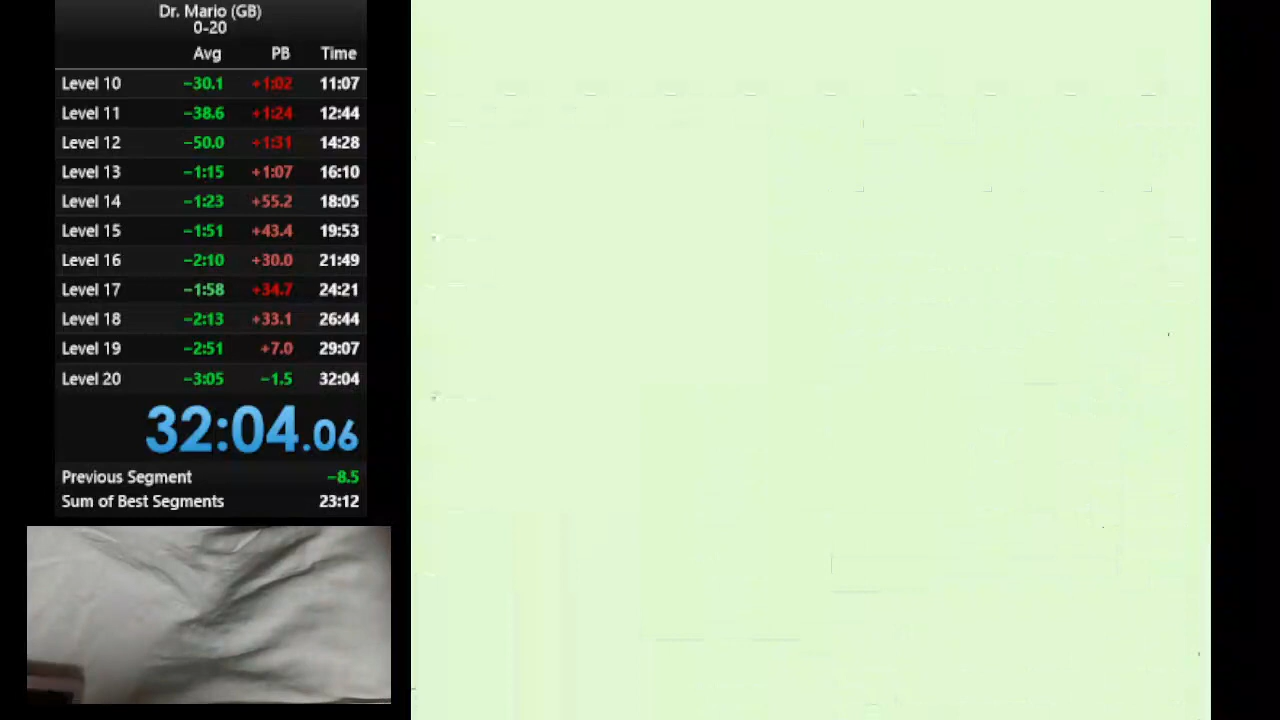 Dr. Mario (GB)
0-20
Avg PB Time
Level 10 −30.1 +1:02 11:07
Level 11 −38.6 +1:24 12:44
Level 12 −50.0 +1:31 14:28
Level 13 −1:15 +1:07 16:10
Level 14 −1:23 +55.2 18:05
Level 15 −1:51 +43.4 19:53
Level 16 −2:10 +30.0 21:49
Level 17 −1:58 +34.7 24:21
Level 18 −2:13 +33.1 26:44
Level 19 −2:51 +7.0 29:07
Level 20 −3:05 −1.5 32:04
32:04.06
Previous Segment −8.5
Sum of Best Segments 23:12